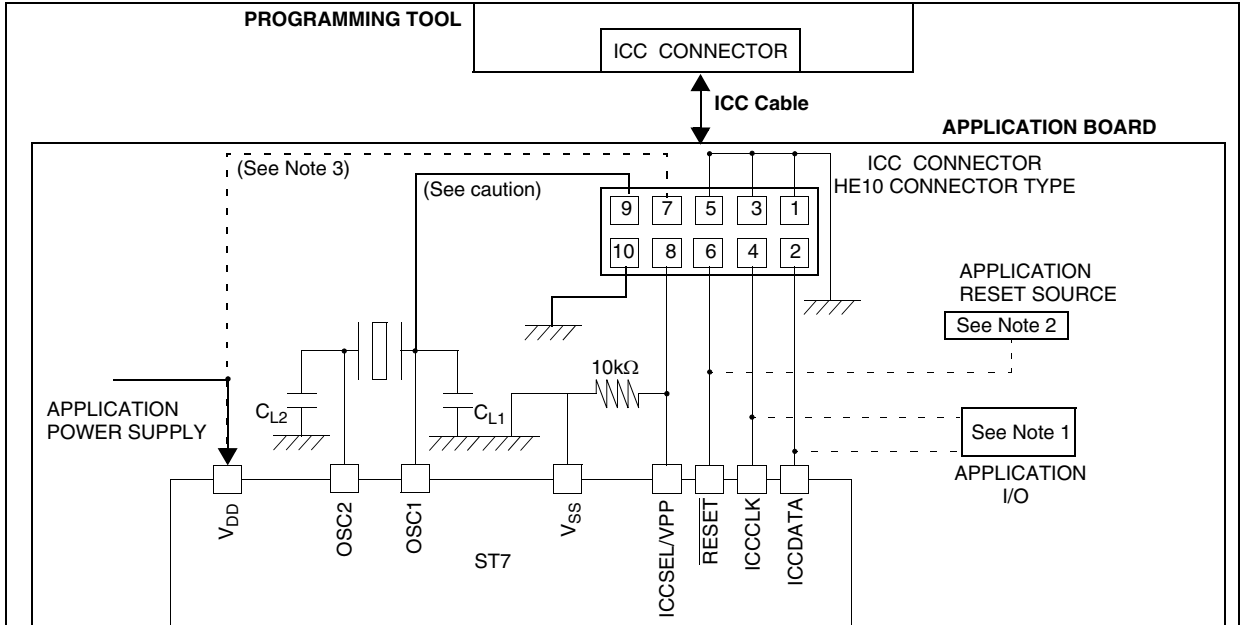 PROGRAMMING TOOL
ICC CONNECTOR
ICC Cable
APPLICATION BOARD
(See Note 3)
(See caution)
ICC CONNECTOR
HE10 CONNECTOR TYPE
9 7 5 3 1
10 8 6 4 2
APPLICATION
RESET SOURCE
See Note 2
10kΩ
APPLICATION
POWER SUPPLY
CL2
CL1
See Note 1
APPLICATION
I/O
VDD
OSC2
OSC1
VSS
ICCSEL/VPP
RESET
ICCCLK
ICCDATA
ST7